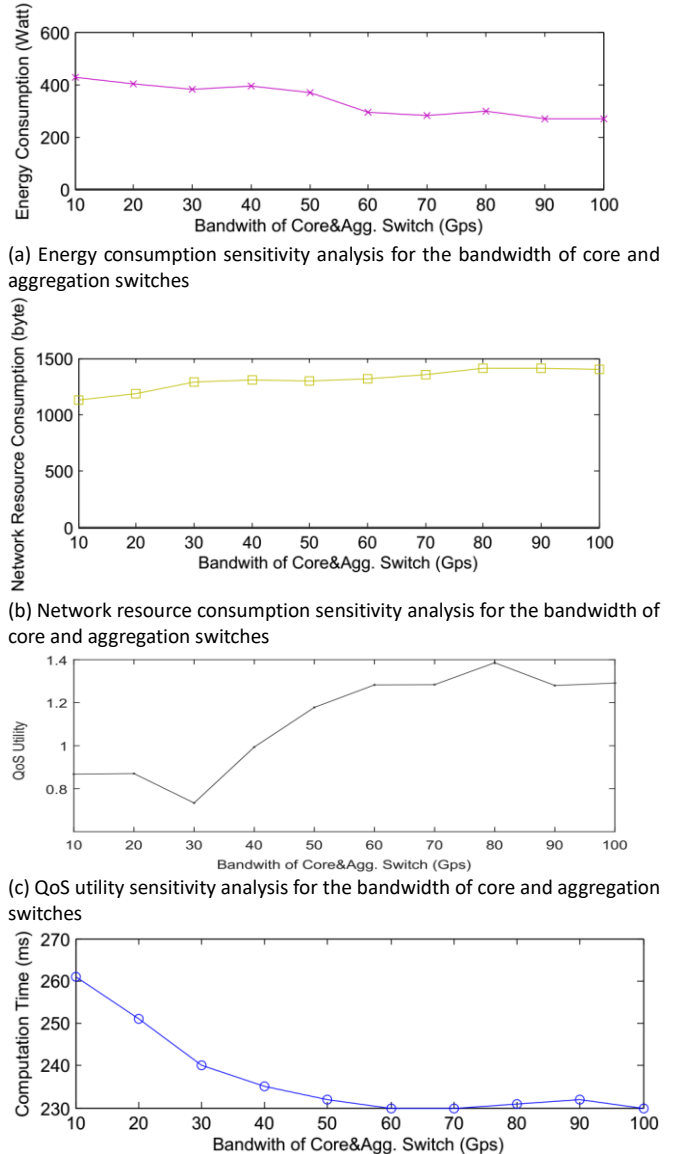 Energy Consumption (Watt)
600
400
200
0
10 20 30 40 50 60 70 80 90 100
Bandwith of Core&Agg. Switch (Gps)
(a) Energy consumption sensitivity analysis for the bandwidth of core and
aggregation switches
Network Resource Consumption (byte)
1500
1000
500
0
10 20 30 40 50 60 70 80 90 100
Bandwith of Core&Agg. Switch (Gps)
(b) Network resource consumption sensitivity analysis for the bandwidth of
core and aggregation switches
QoS Utility
1.4
1.2
1
0.8
10 20 30 40 50 60 70 80 90 100
Bandwith of Core&Agg. Switch (Gps)
(c) QoS utility sensitivity analysis for the bandwidth of core and aggregation
switches
Computation Time (ms)
270
260
250
240
230
10 20 30 40 50 60 70 80 90 100
Bandwith of Core&Agg. Switch (Gps)